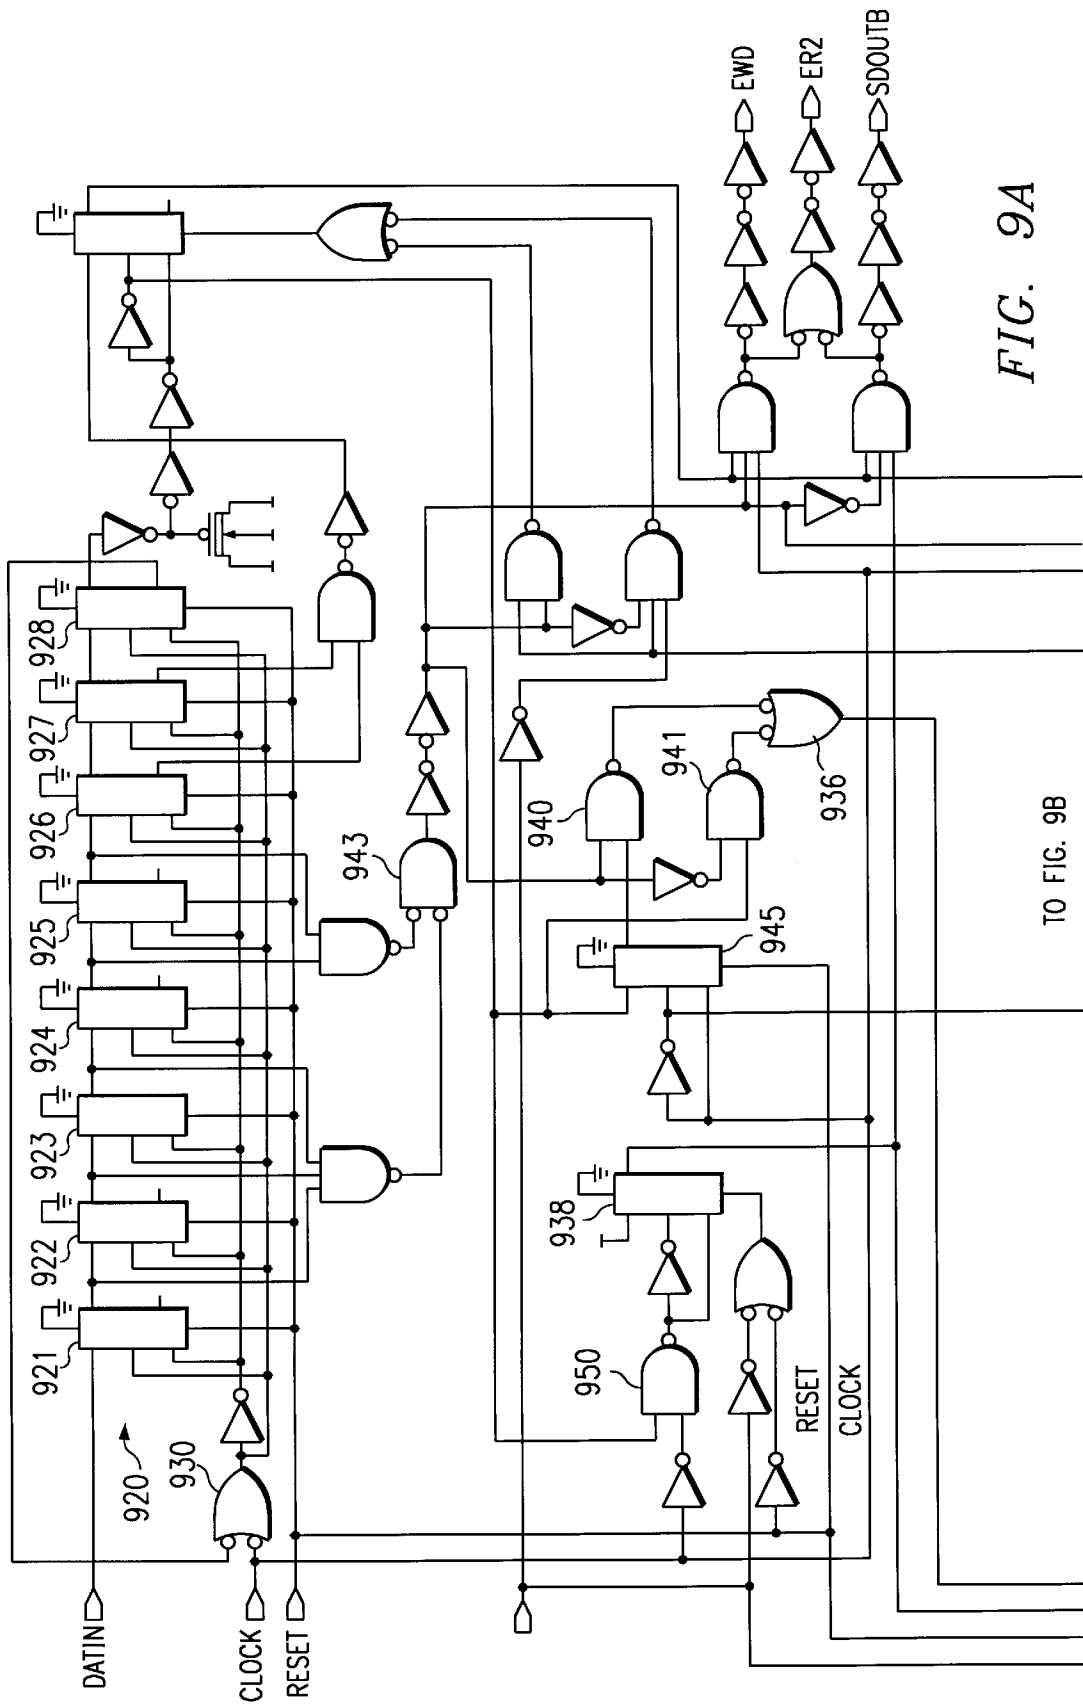 920
921
922
923
924
925
926
927
928
DATIN
CLOCK
RESET
930
943
EWD
ER2
SDOUTB
940
941
936
945
938
950
RESET
CLOCK
TO FIG. 9B
FIG. 9A